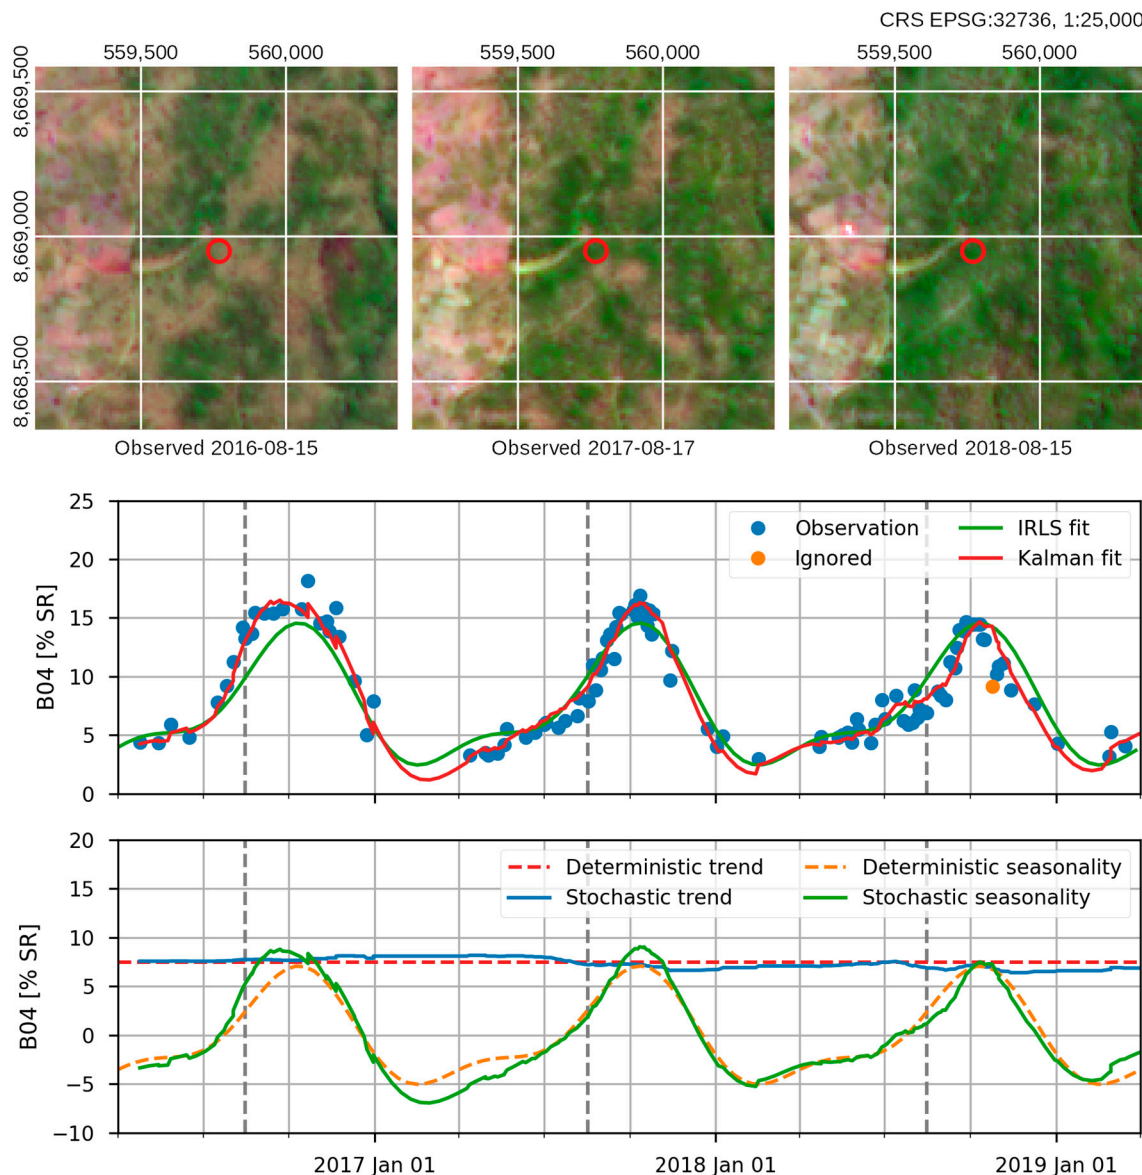 CRS EPSG:32736, 1:25,000
559,500 560,000 559,500 560,000 559,500 560,000
8,669,500
8,669,000
8,668,500
Observed 2016-08-15 Observed 2017-08-17 Observed 2018-08-15
25
20
15
10
5
0
B04 [% SR]
Observation IRLS fit
Ignored Kalman fit
20
15
10
5
0
−5
−10
B04 [% SR]
Deterministic trend Deterministic seasonality
Stochastic trend Stochastic seasonality
2017 Jan 01 2018 Jan 01 2019 Jan 01